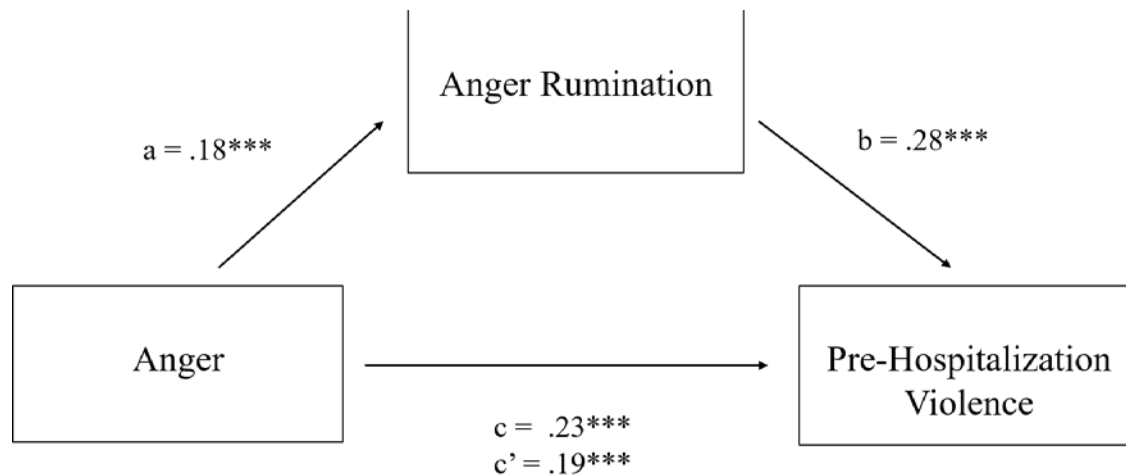 Anger Rumination
a = .18***
b = .28***
Anger
Pre-Hospitalization
Violence
c = .23***
c’ = .19***